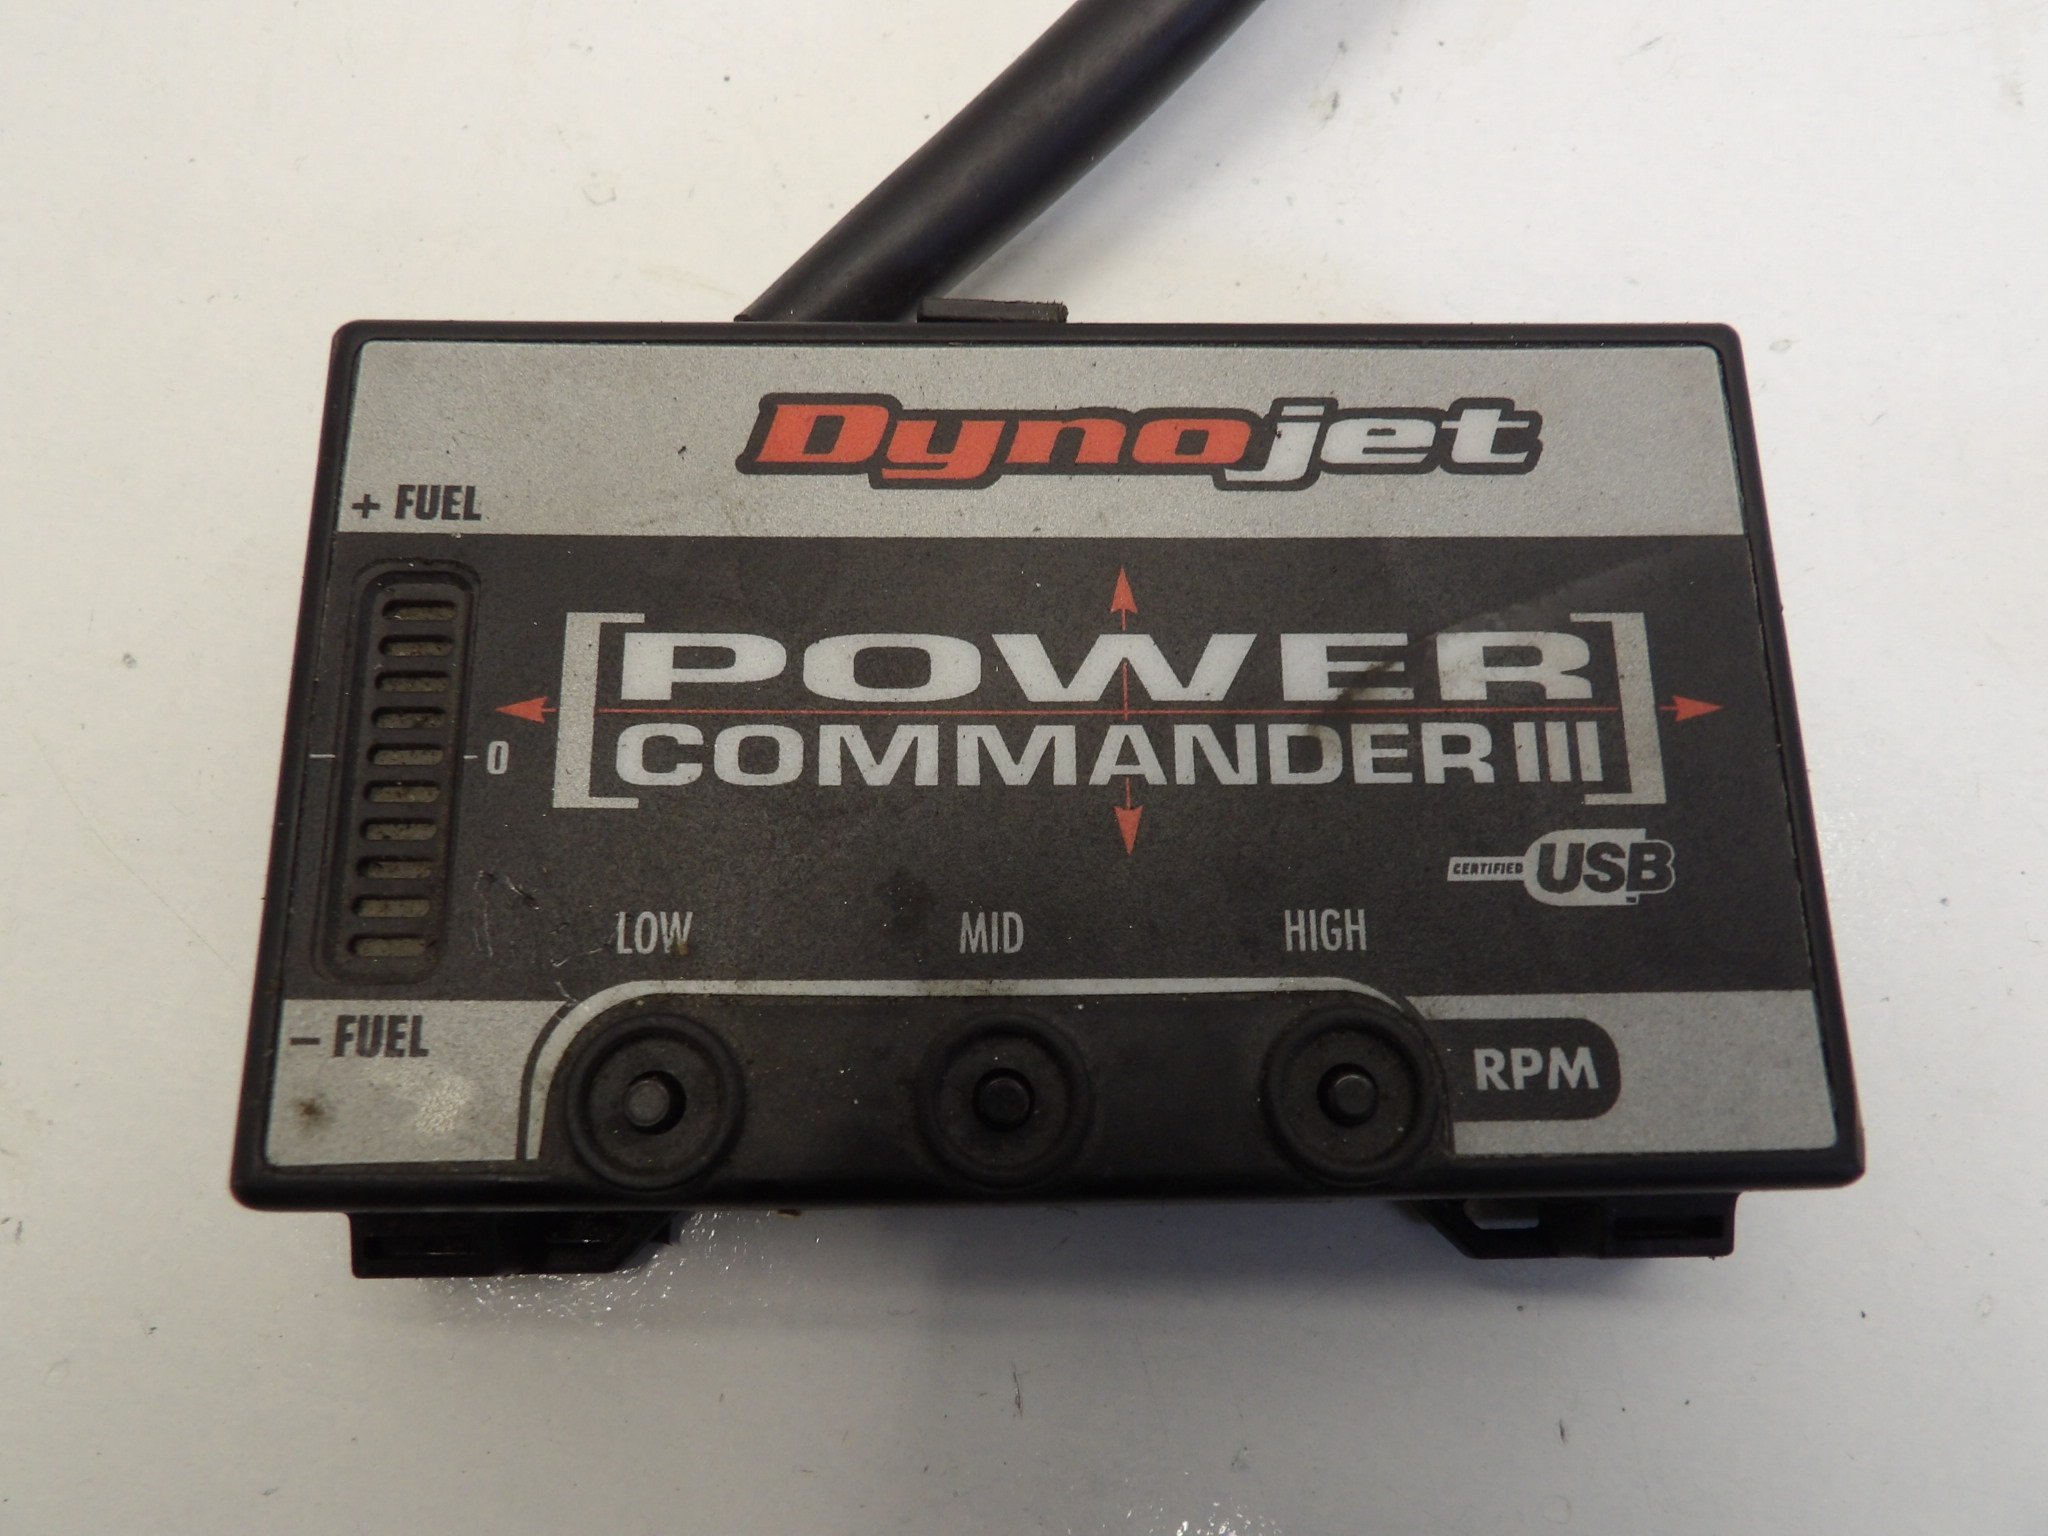 Dynojet
+ FUEL
POWER
COMMANDER III
0
CERTIFIED USB
LOW MID HIGH
− FUEL
RPM